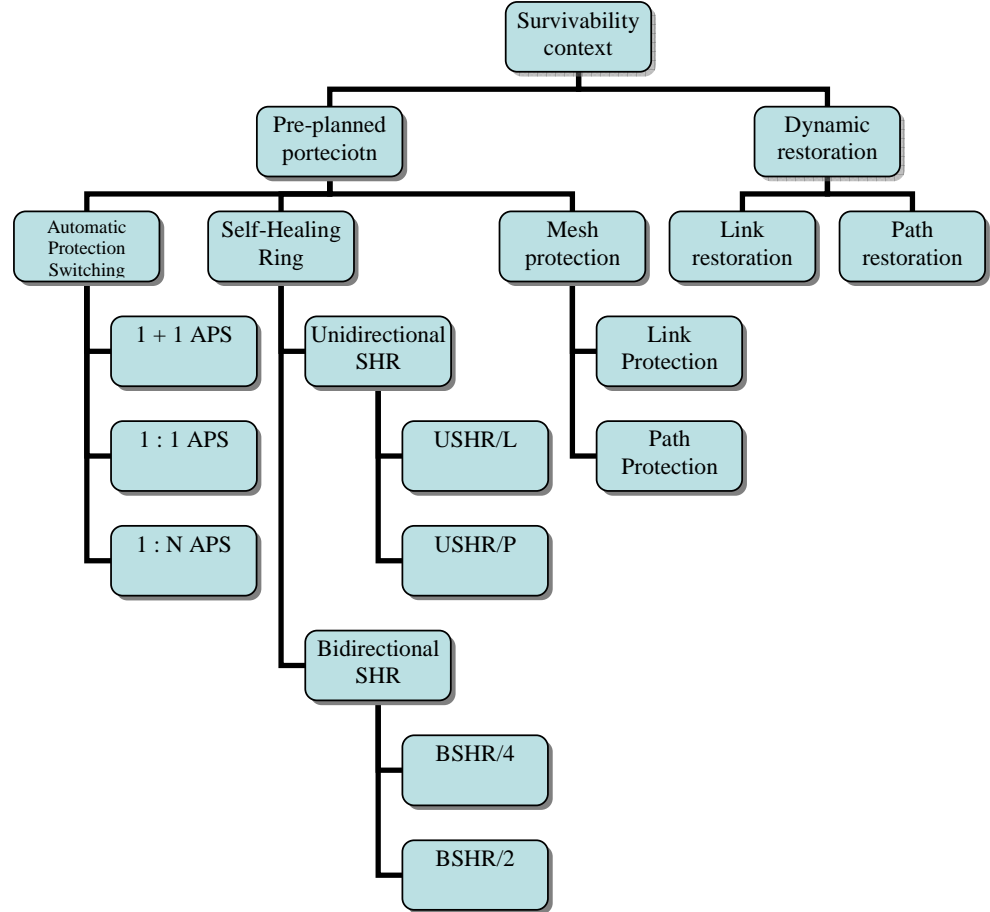 Survivability
context
Pre-planned
porteciotn
Dynamic
restoration
Automatic
Protection
Switching
Self-Healing
Ring
Mesh
protection
Link
restoration
Path
restoration
1 + 1 APS
Unidirectional
SHR
Link
Protection
1 : 1 APS
USHR/L
Path
Protection
1 : N APS
USHR/P
Bidirectional
SHR
BSHR/4
BSHR/2